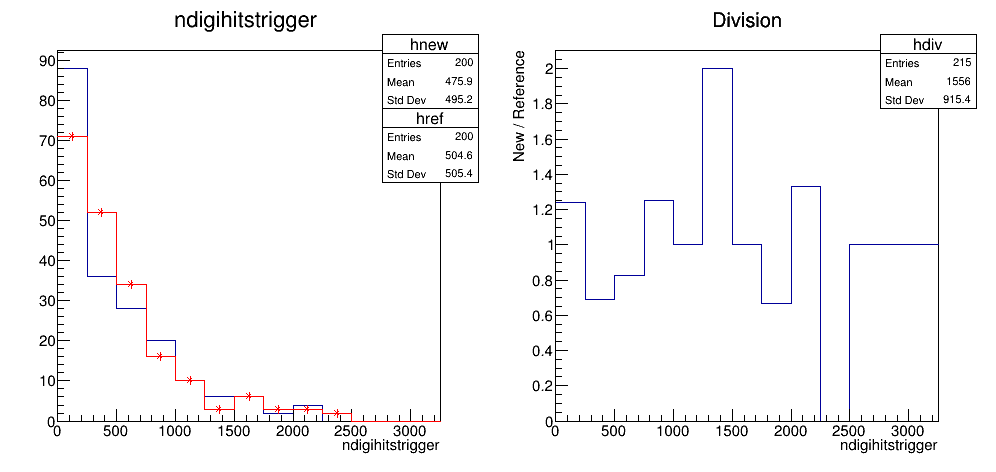 ndigihitstrigger
hnew
Entries 200
Mean 475.9
Std Dev 495.2
href
Entries 200
Mean 504.6
Std Dev 505.4
90
80
70
60
50
40
30
20
10
0
0 500 1000 1500 2000 2500 3000
ndigihitstrigger
Division
hdiv
Entries 215
Mean 1556
Std Dev 915.4
New / Reference
2
1.8
1.6
1.4
1.2
1
0.8
0.6
0.4
0.2
0
0 500 1000 1500 2000 2500 3000
ndigihitstrigger